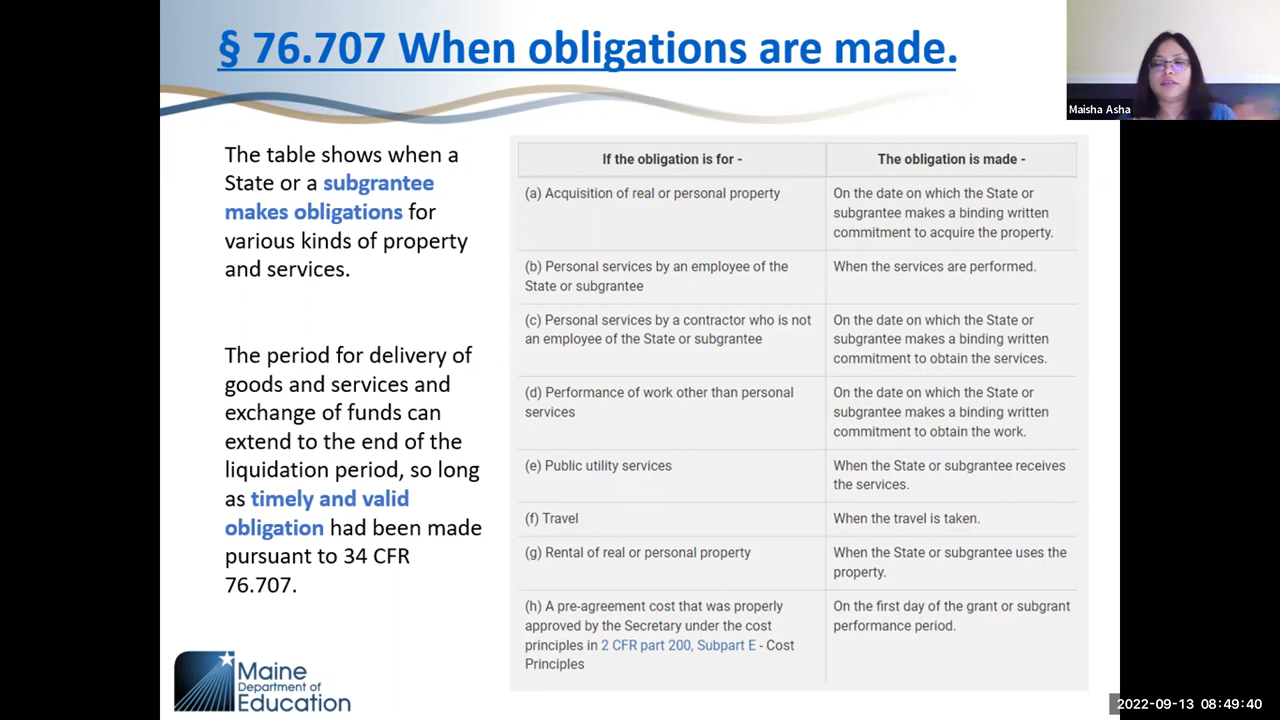 § 76.707 When obligations are made.
Maisha Asha
The table shows when a
State or a subgrantee
makes obligations for
various kinds of property
and services.
The period for delivery of
goods and services and
exchange of funds can
extend to the end of the
liquidation period, so long
as timely and valid
obligation had been made
pursuant to 34 CFR
76.707.
If the obligation is for -
The obligation is made -
(a) Acquisition of real or personal property
On the date on which the State or
subgrantee makes a binding written
commitment to acquire the property.
(b) Personal services by an employee of the
State or subgrantee
When the services are performed.
(c) Personal services by a contractor who is not
an employee of the State or subgrantee
On the date on which the State or
subgrantee makes a binding written
commitment to obtain the services.
(d) Performance of work other than personal
services
On the date on which the State or
subgrantee makes a binding written
commitment to obtain the work.
(e) Public utility services
When the State or subgrantee receives
the services.
(f) Travel
When the travel is taken.
(g) Rental of real or personal property
When the State or subgrantee uses the
property.
(h) A pre-agreement cost that was properly
approved by the Secretary under the cost
principles in 2 CFR part 200, Subpart E - Cost
Principles
On the first day of the grant or subgrant
performance period.
Maine
Department of
Education
2022-09-13 08:49:40